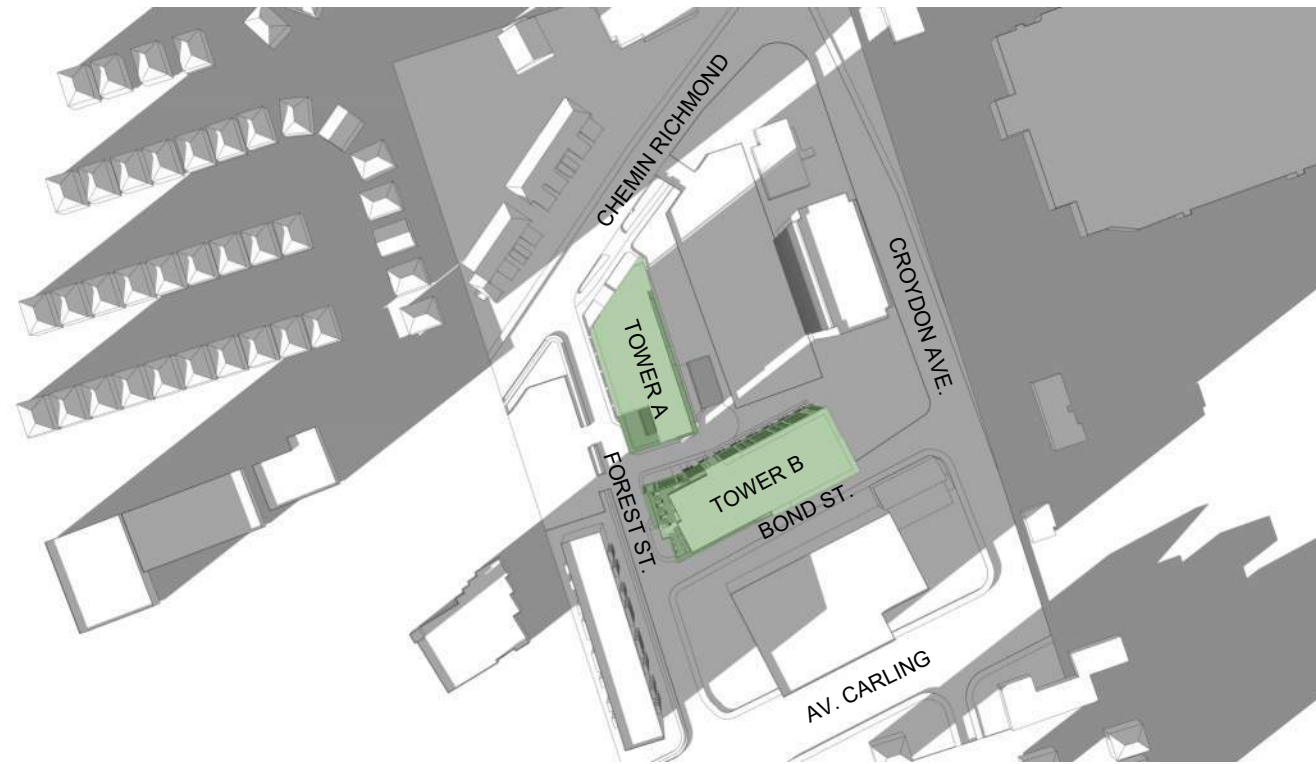 CHEMIN RICHMOND
CROYDON AVE.
TOWER A
FOREST ST.
TOWER B
BOND ST.
AV. CARLING